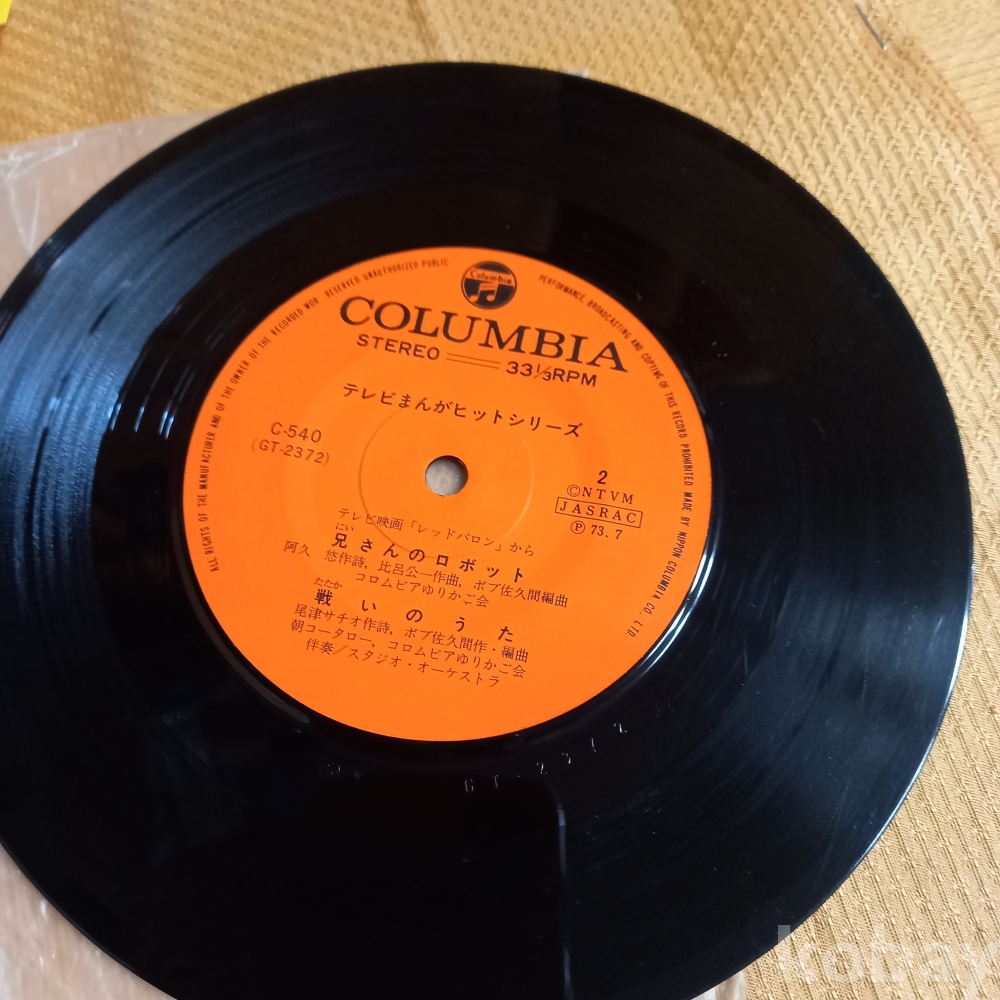 Columbia
COLUMBIA
STEREO 33⅓RPM
テレビまんがヒットシリーズ
C-540
(GT-2372)
2
ⒸNTVM
JASRAC
Ⓟ 73.7
テレビ映画「レッドバロン」から
にい
兄さんのロボット
阿久 悠作詩, 比呂公一作曲, ボブ佐久間編曲
コロムビアゆりかご会
たたか
戦いのうた
尾津サチオ作詩, ボブ佐久間作・編曲
朝コータロー, コロムビアゆりかご会
伴奏/スタジオ・オーケストラ
ALL RIGHTS OF THE MANUFACTURER AND OF THE OWNER OF THE RECORDED WORK RESERVED UNAUTHORIZED PUBLIC PERFORMANCE, BROADCASTING AND COPYING OF THIS RECORD PROHIBITED MADE BY NIPPON COLUMBIA CO. LTD.
GT-2372
kobay